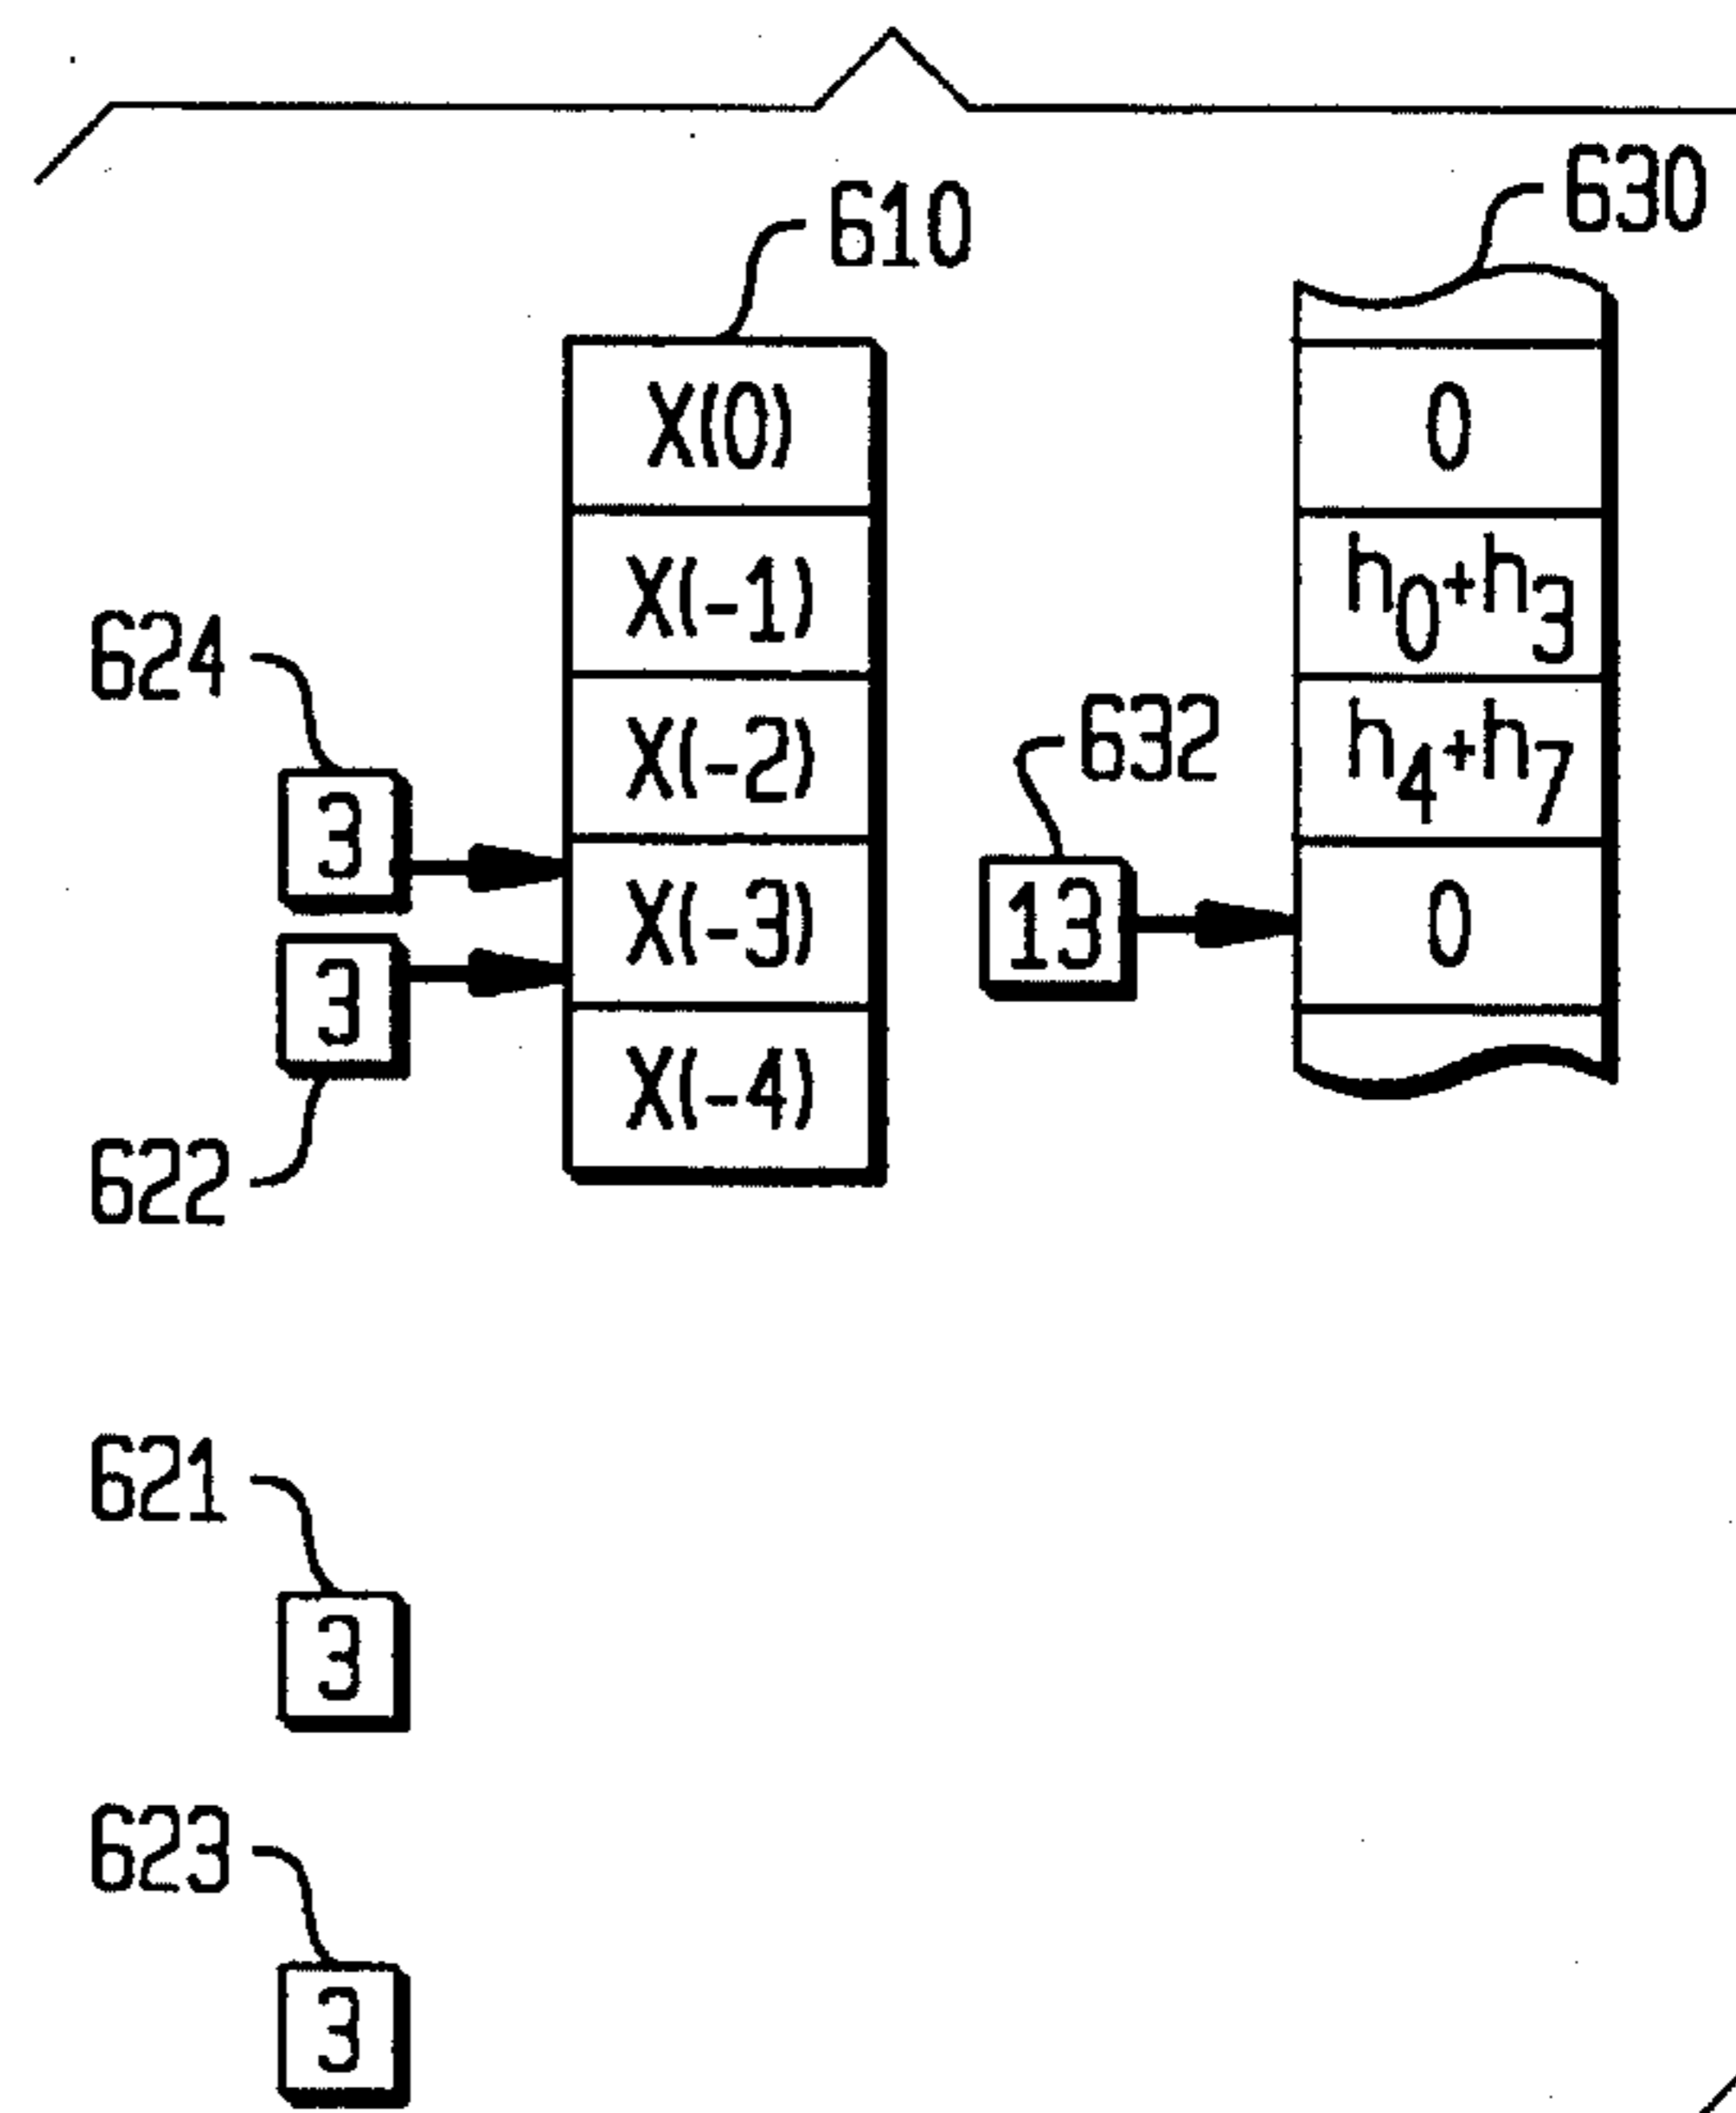 610
630
X(0)
0
X(-1)
h0+h3
624
X(-2)
h4+h7
632
3
X(-3)
13
0
3
X(-4)
622
621
3
623
3